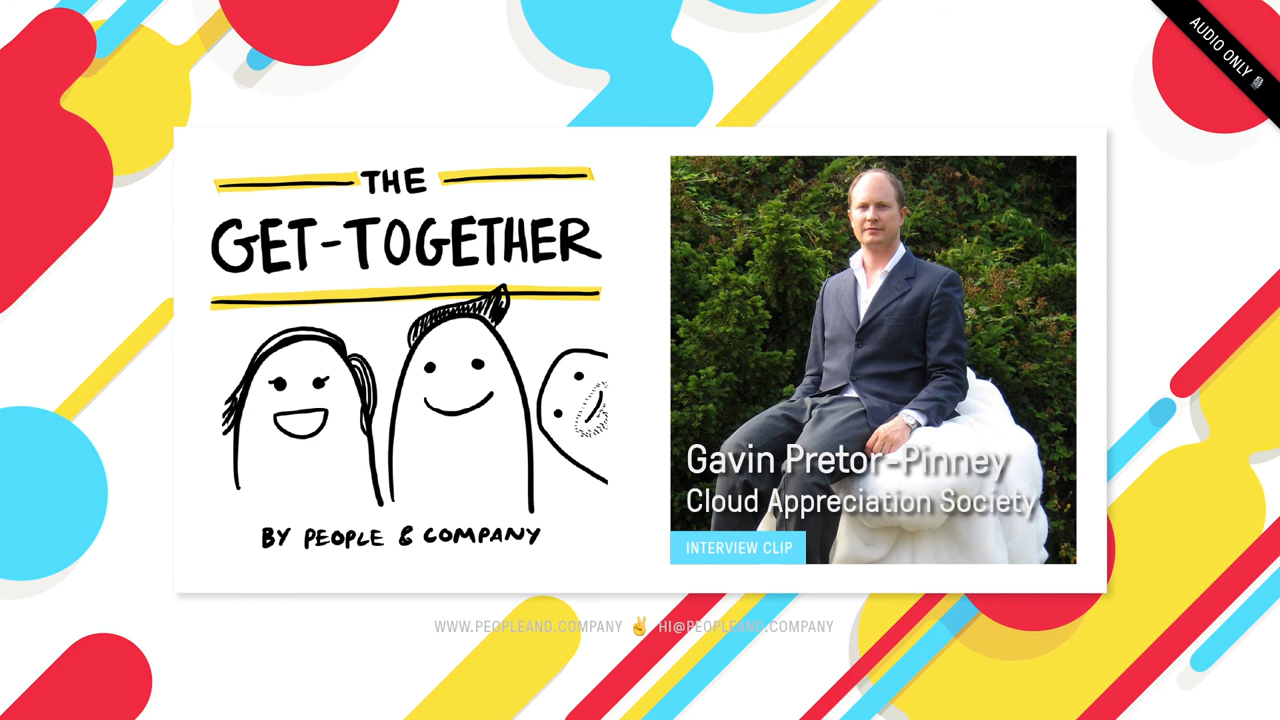 AUDIO ONLY
THE
GET-TOGETHER
BY PEOPLE & COMPANY
Gavin Pretor-Pinney
Cloud Appreciation Society
INTERVIEW CLIP
WWW.PEOPLEAND.COMPANY ✌️ HI@PEOPLEAND.COMPANY